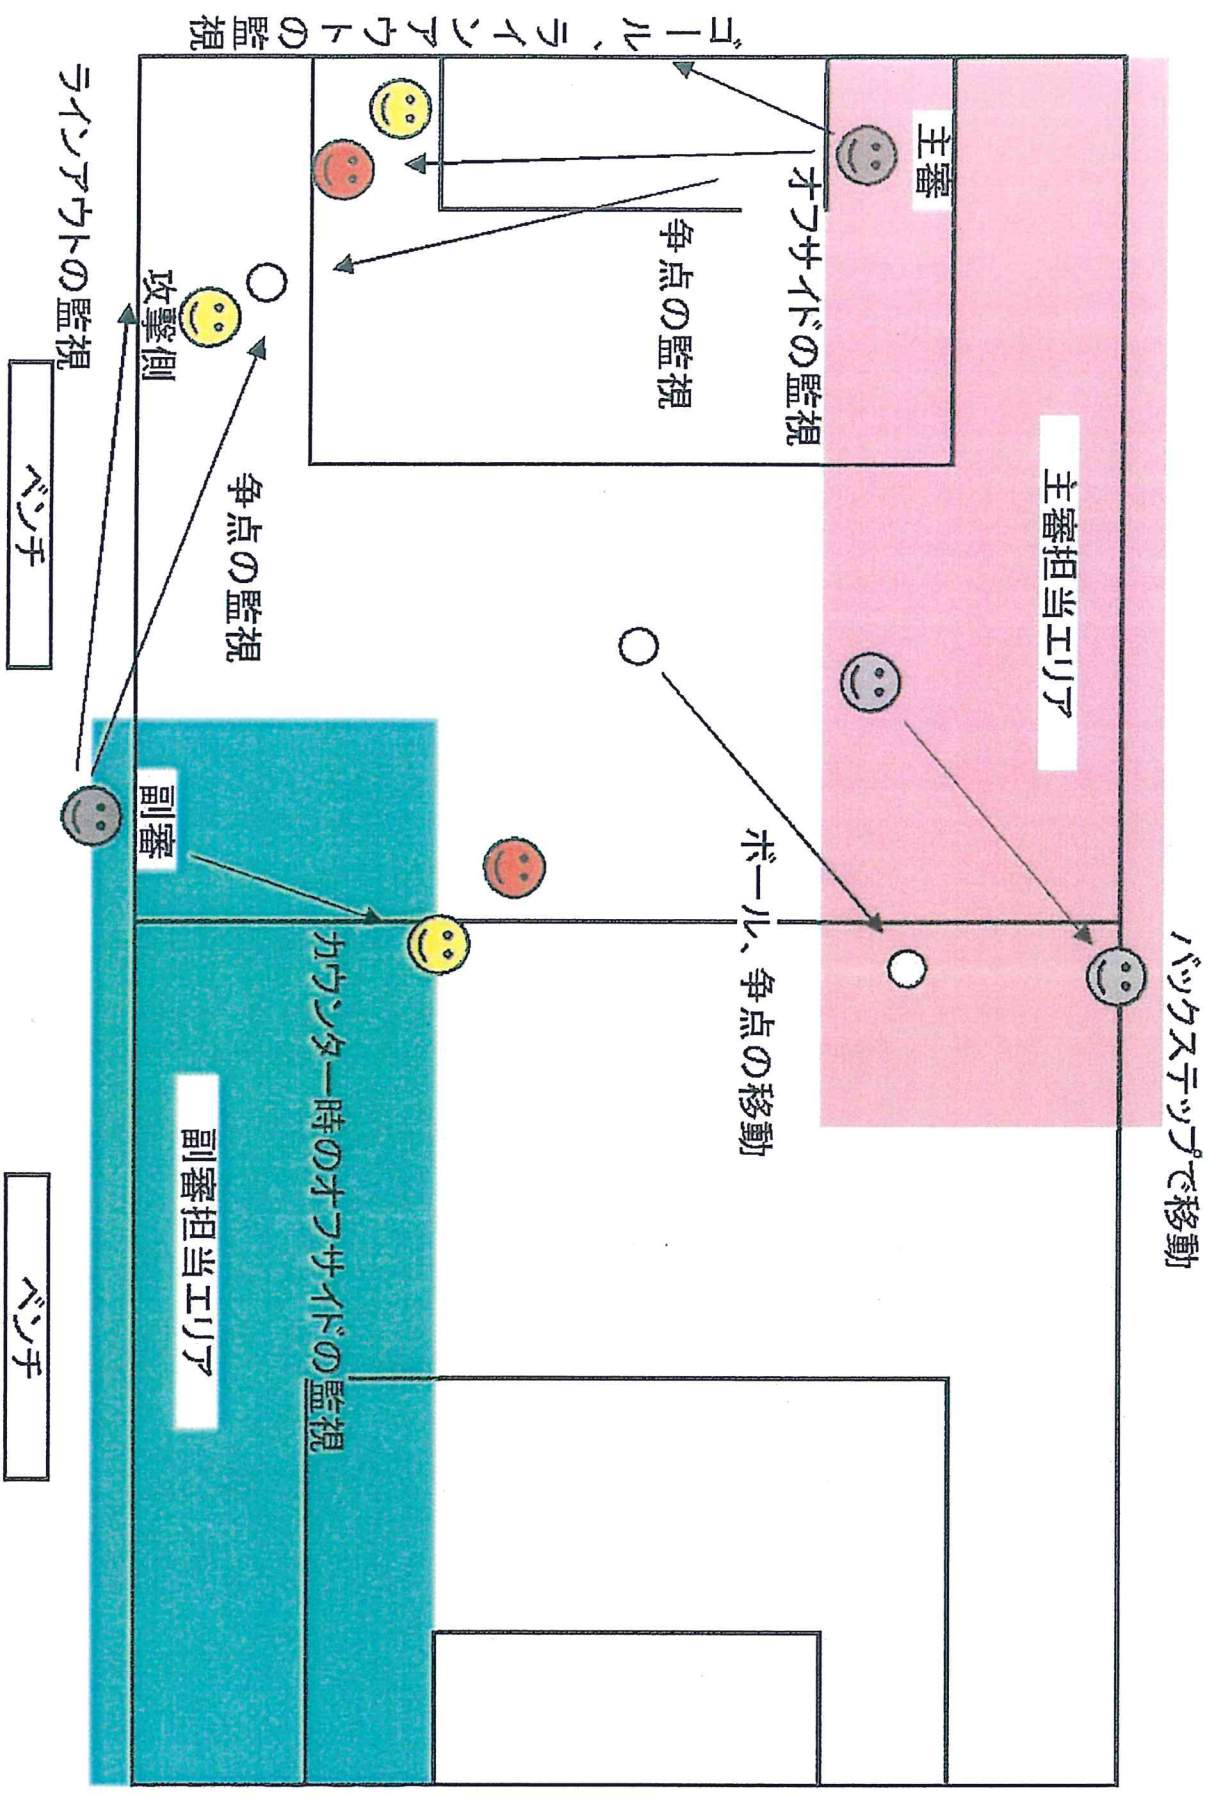 バックステップで移動
主審担当エリア
主審
オフサイドの監視
ボール、争点の移動
争点の監視
ゴール、ラインアウトの監視
カウンター時のオフサイドの監視
争点の監視
副審担当エリア
攻撃側
副審
ラインアウトの監視
ベンチ
ベンチ